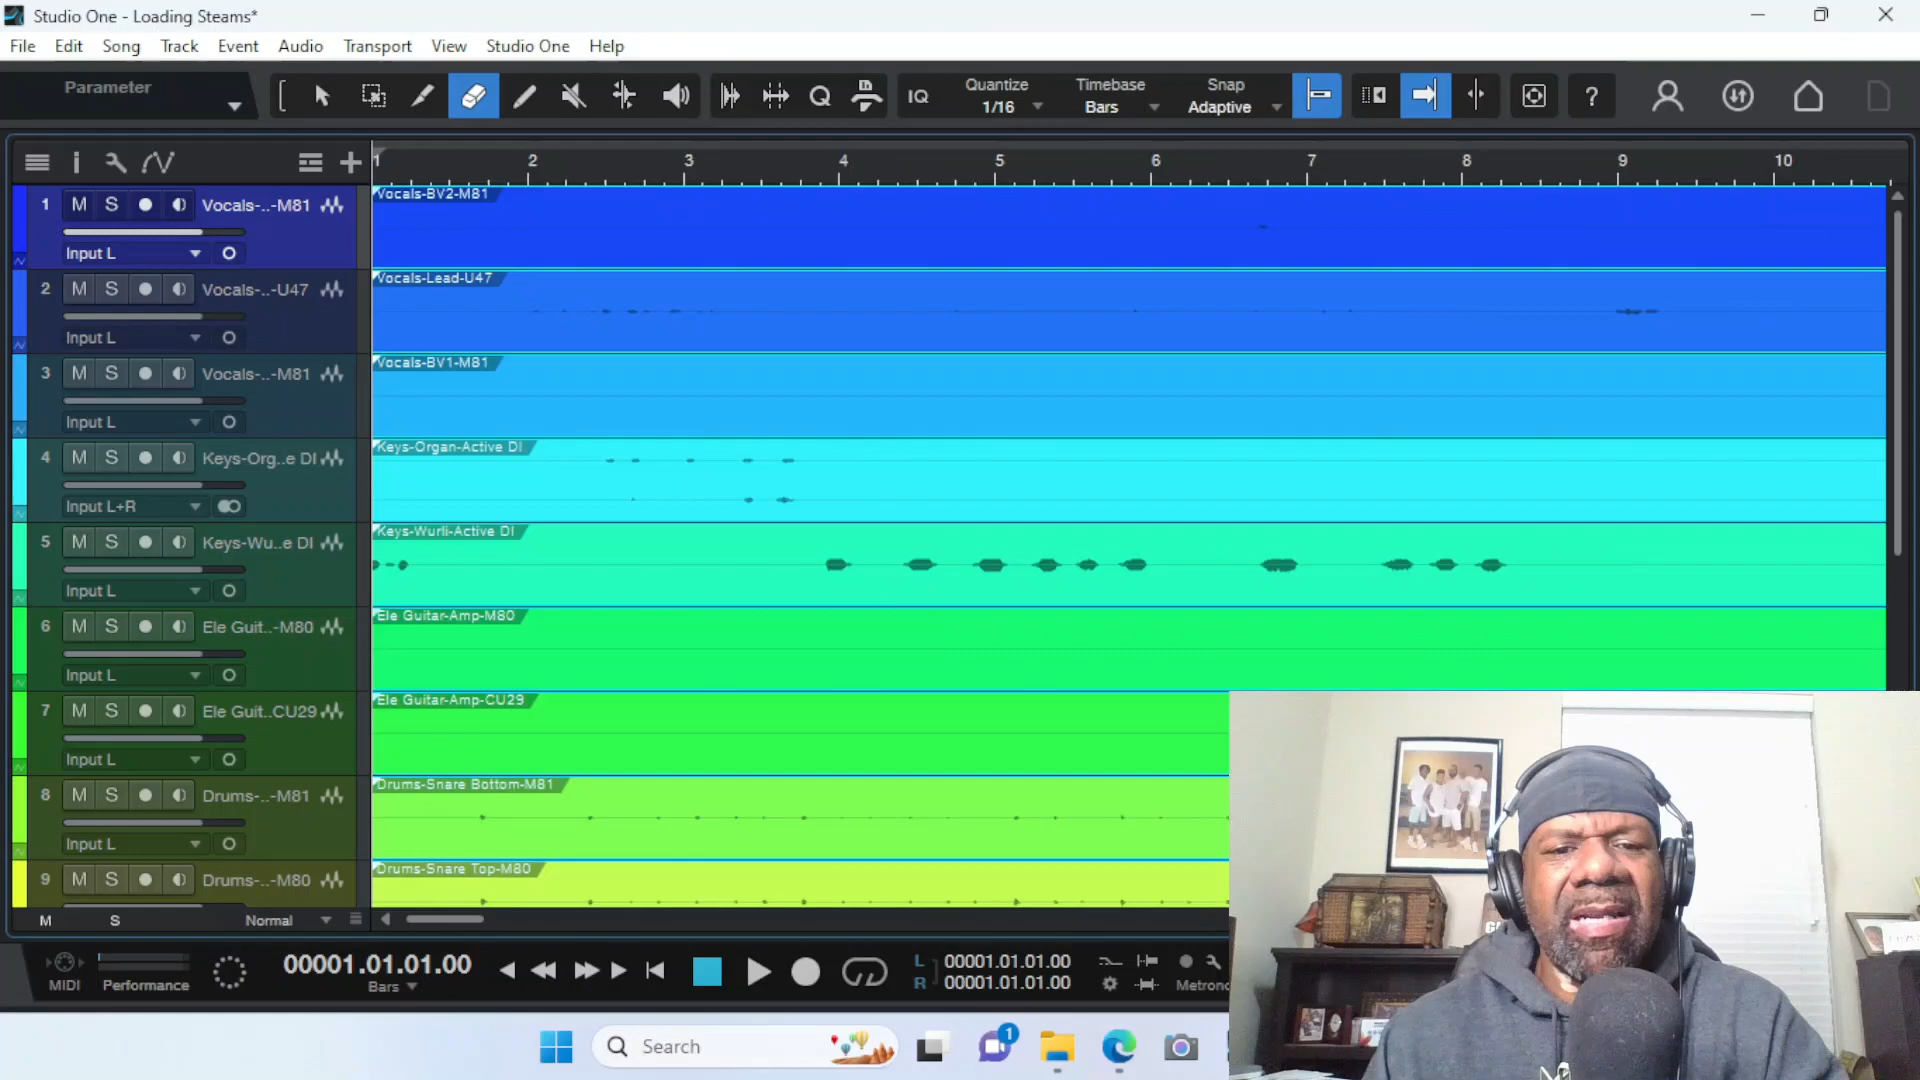 Studio One - Loading Steams*
File Edit Song Track Event Audio Transport View Studio One Help
Parameter
IQ
Quantize
1/16
Timebase
Bars
Snap
Adaptive
?
1 2 3 4 5 6 7 8 9 10
1 M S Vocals-..-M81
Input L
Vocals-BV2-M81
2 M S Vocals-..-U47
Input L
Vocals-Lead-U47
3 M S Vocals-..-M81
Input L
Vocals-BV1-M81
4 M S Keys-Org..e DI
Input L+R
Keys-Organ-Active DI
5 M S Keys-Wu..e DI
Input L
Keys-Wurli-Active DI
6 M S Ele Guit..-M80
Input L
Ele Guitar-Amp-M80
7 M S Ele Guit..CU29
Input L
Ele Guitar-Amp-CU29
8 M S Drums-..-M81
Input L
Drums-Snare Bottom-M81
9 M S Drums-..-M80
Drums-Snare Top-M80
M S Normal
MIDI
Performance
00001.01.01.00
Bars
L 00001.01.01.00
R 00001.01.01.00
Metron
Search
1